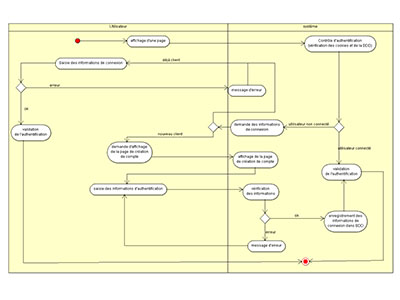 Utilisateur
système
affichage d'une page
Contrôle d'authentification
(vérification des cookies et de la BDD)
déjà client
Saisie des informations de connexion
erreur
message d'erreur
ok
validation
de l'authentification
demande des informations
de connexion
utilisateur non connecté
utilisateur connecté
nouveau client
demande d'affichage
de la page de création
de compte
affichage de la page
de création de compte
validation
de l'authentification
saisie des informations d'authentification
vérification
des informations
ok
enregistrement des
informations de
connexion dans BDD
erreur
message d'erreur